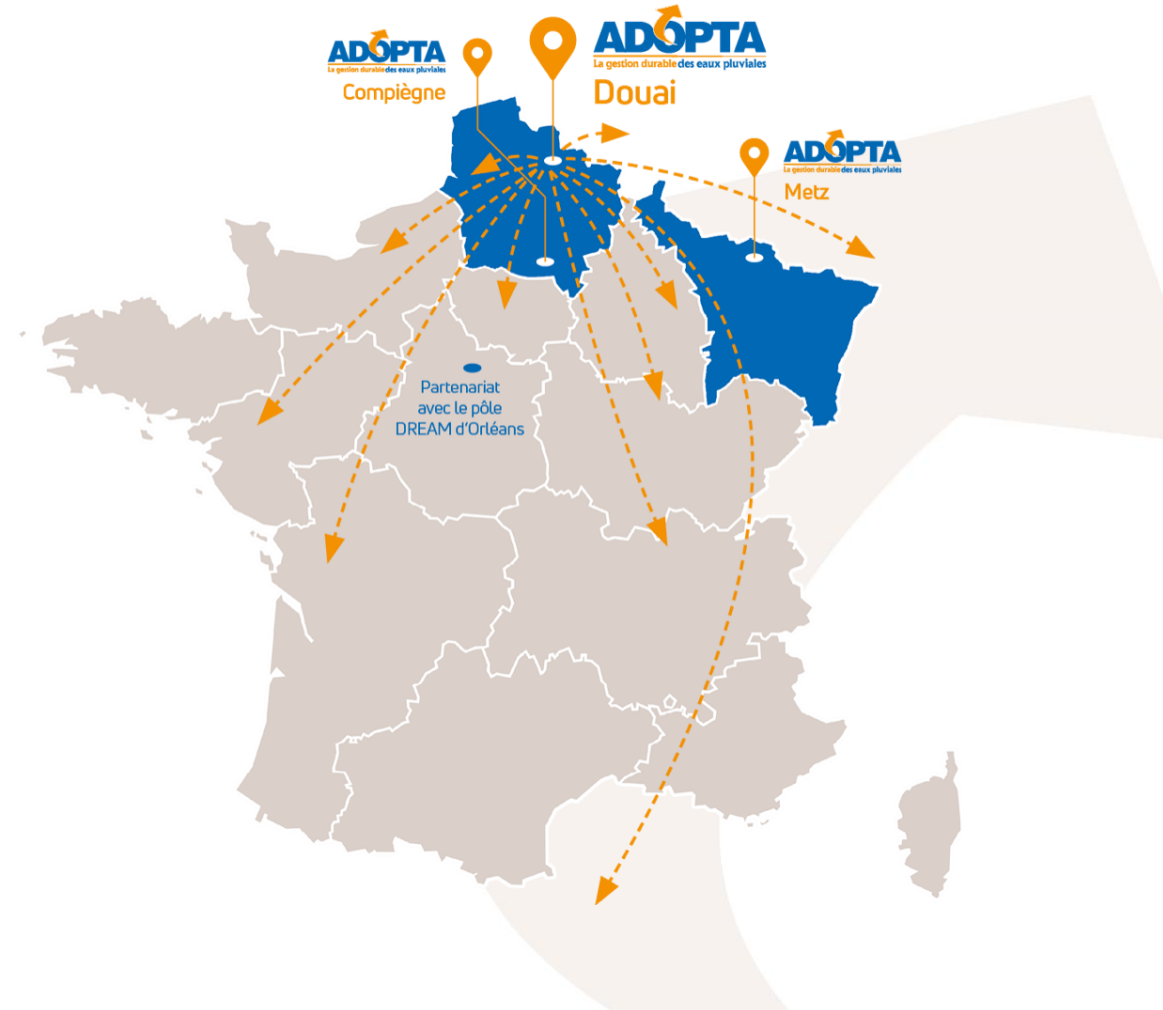 ADOPTA
La gestion durable des eaux pluviales
Compiègne
ADOPTA
La gestion durable des eaux pluviales
Douai
ADOPTA
La gestion durable des eaux pluviales
Metz
Partenariat
avec le pôle
DREAM d'Orléans